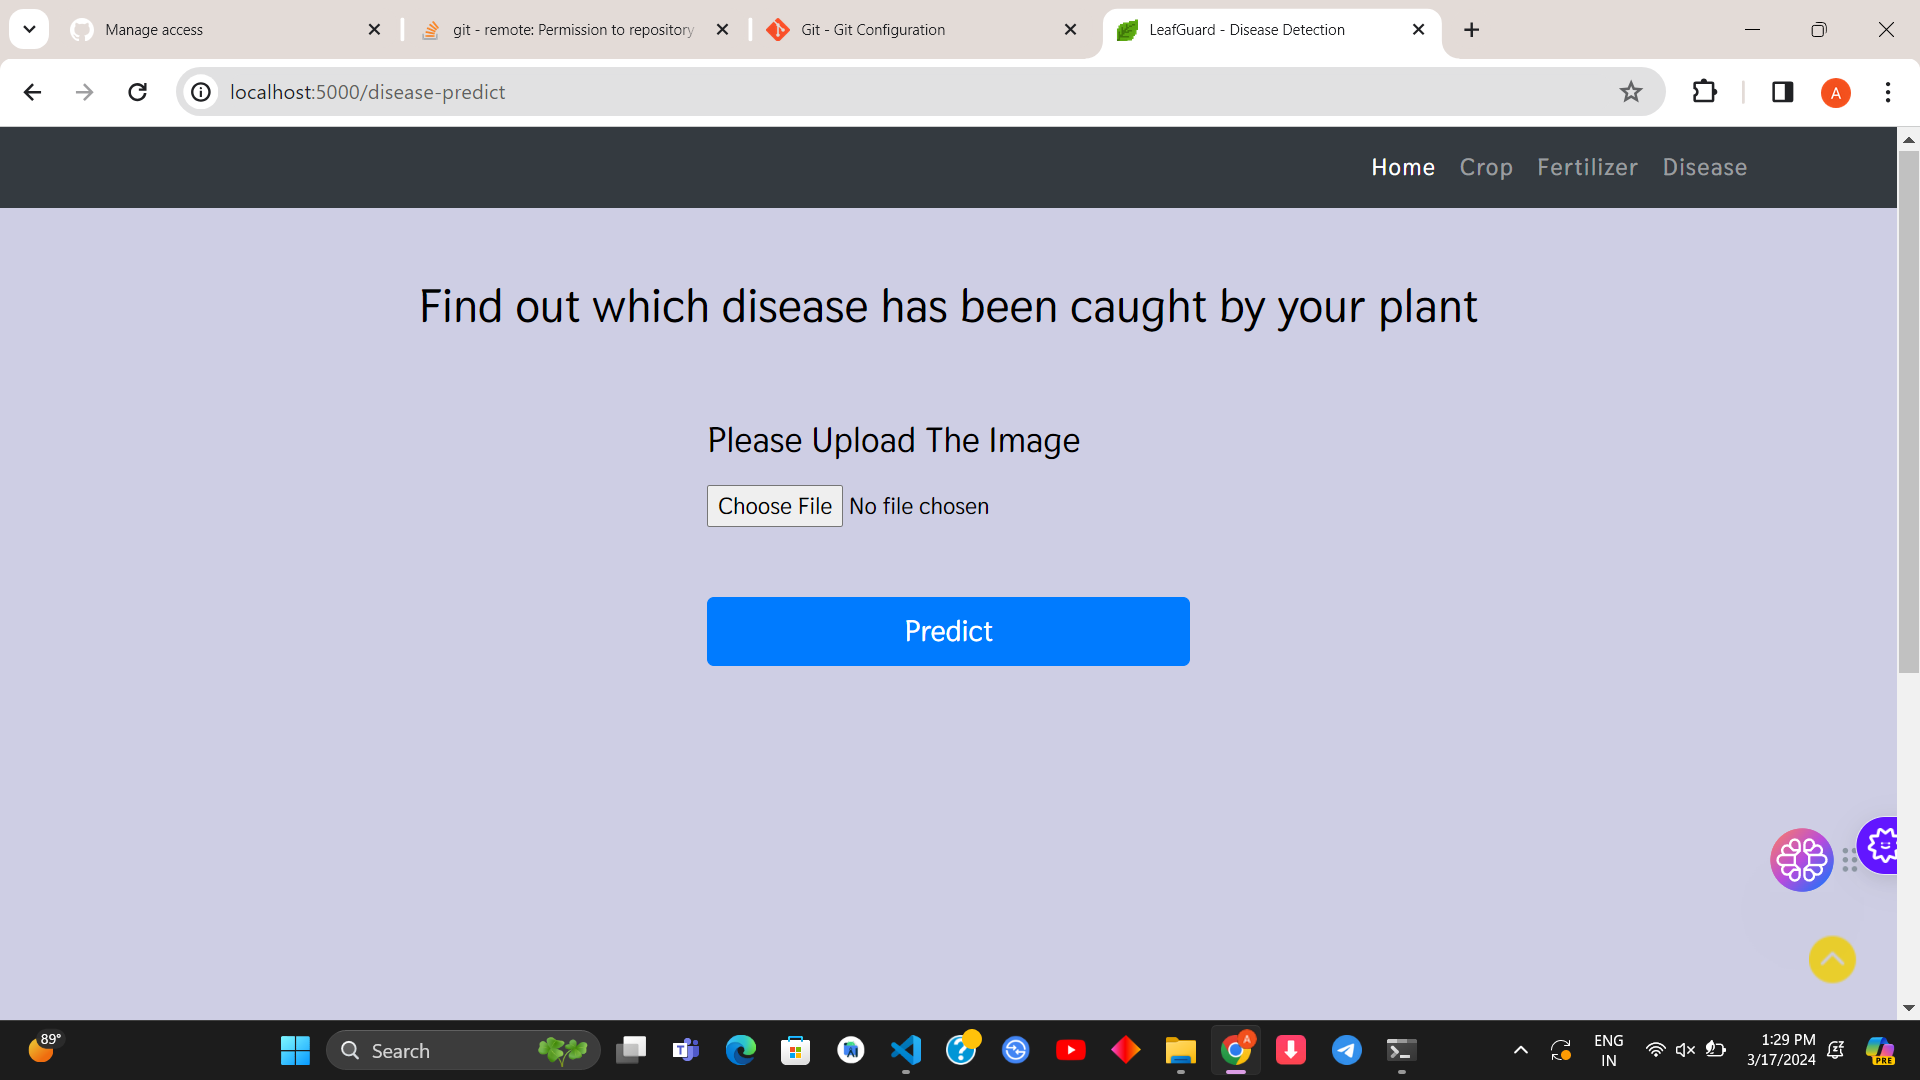 Manage access
git - remote: Permission to repository
Git - Git Configuration
LeafGuard - Disease Detection
localhost:5000/disease-predict
A
Home
Crop
Fertilizer
Disease
Find out which disease has been caught by your plant
Please Upload The Image
Choose File No file chosen
Predict
89°
Search
A
ENG
IN
1:29 PM
3/17/2024
PRE